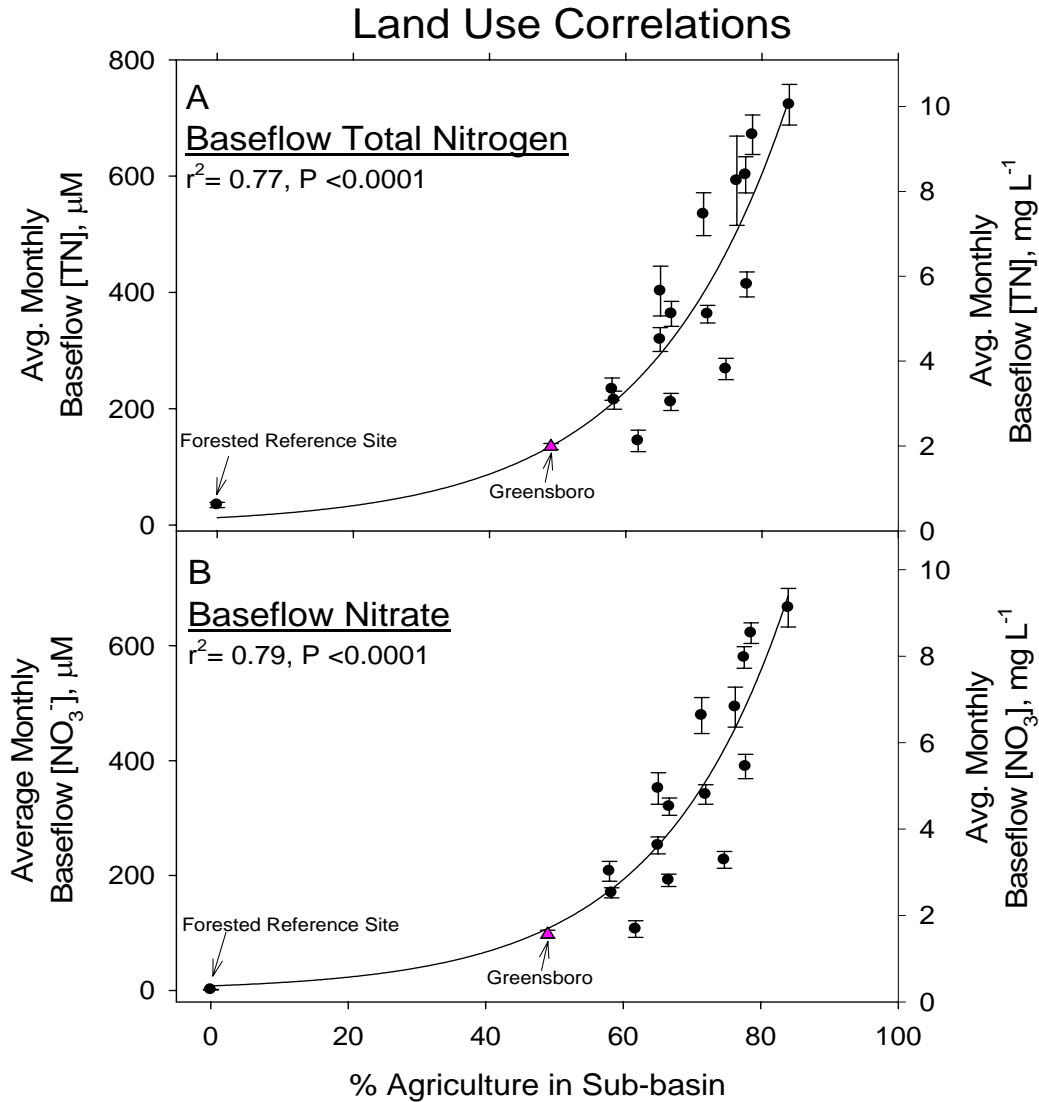 Land Use Correlations
A
Baseflow Total Nitrogen
r²= 0.77, P <0.0001
800
600
400
200
0
Avg. Monthly
Baseflow [TN], μM
10
8
6
4
2
0
Avg. Monthly
Baseflow [TN], mg L⁻¹
Forested Reference Site
Greensboro
B
Baseflow Nitrate
r²= 0.79, P <0.0001
600
400
200
0
Average Monthly
Baseflow [NO₃⁻], μM
10
8
6
4
2
0
Avg. Monthly
Baseflow [NO₃], mg L⁻¹
Forested Reference Site
Greensboro
0 20 40 60 80 100
% Agriculture in Sub-basin